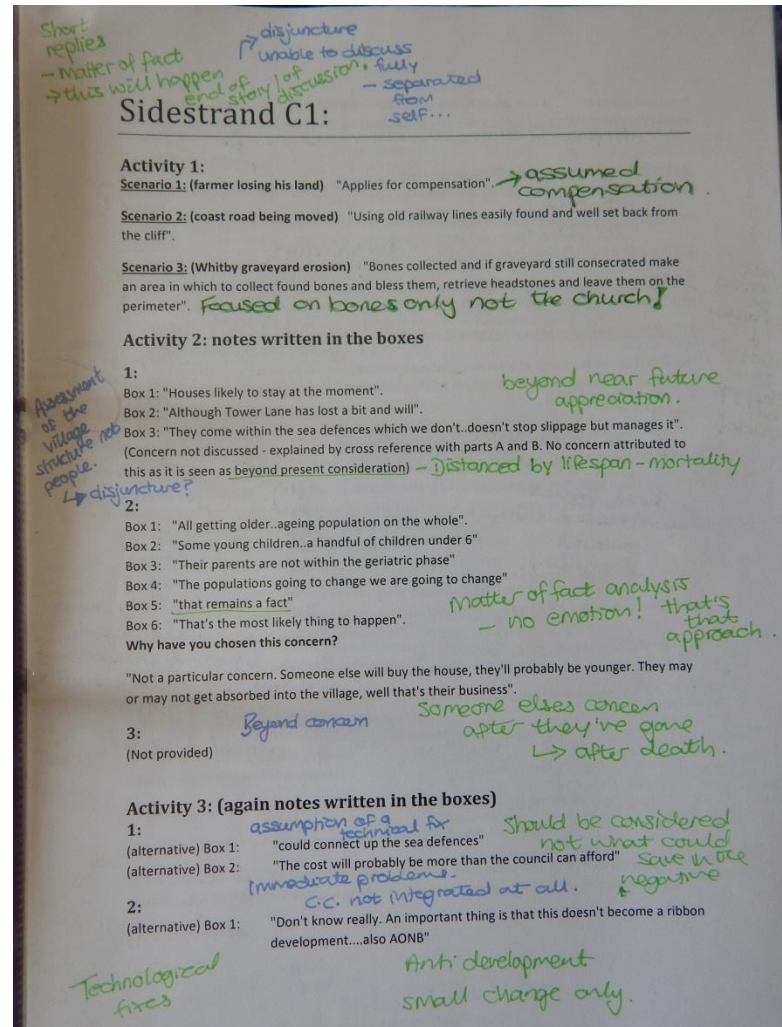 Short
replies
- Matter of fact
→ this will happen
end of
story / of
discussion.
→ disjuncture
unable to discuss
fully
- separated
from
self...
Sidestrand C1:
Activity 1:
Scenario 1: (farmer losing his land) "Applies for compensation". → assumed
compensation.
Scenario 2: (coast road being moved) "Using old railway lines easily found and well set back from
the cliff".
Scenario 3: (Whitby graveyard erosion) "Bones collected and if graveyard still consecrated make
an area in which to collect found bones and bless them, retrieve headstones and leave them on the
perimeter". Focused on bones only not the church!
Activity 2: notes written in the boxes
1:
Box 1: "Houses likely to stay at the moment".
Box 2: "Although Tower Lane has lost a bit and will".
Box 3: "They come within the sea defences which we don't..doesn't stop slippage but manages it".
(Concern not discussed - explained by cross reference with parts A and B. No concern attributed to
this as it is seen as beyond present consideration) - Distanced by lifespan - mortality
beyond near future
appreciation.
Assessment
of the
village
structure not
people.
↳ disjuncture?
2:
Box 1: "All getting older..ageing population on the whole".
Box 2: "Some young children..a handful of children under 6"
Box 3: "Their parents are not within the geriatric phase"
Box 4: "The populations going to change we are going to change"
Box 5: "that remains a fact"
Box 6: "That's the most likely thing to happen".
Matter of fact analysis
- no emotion! 'that's
that
approach.
Why have you chosen this concern?
"Not a particular concern. Someone else will buy the house, they'll probably be younger. They may
or may not get absorbed into the village, well that's their business".
Someone elses concern
after they've gone
↳ after death.
3:
Beyond concern
(Not provided)
Activity 3: (again notes written in the boxes)
1:
assumption of a
technical fix
(alternative) Box 1: "could connect up the sea defences"
(alternative) Box 2: "The cost will probably be more than the council can afford"
Should be considered
not what could
negative
Immediate problems.
C.C. not integrated at all.
2:
(alternative) Box 1: "Don't know really. An important thing is that this doesn't become a ribbon
development....also AONB"
Technological
fixes
Anti development
small change only.